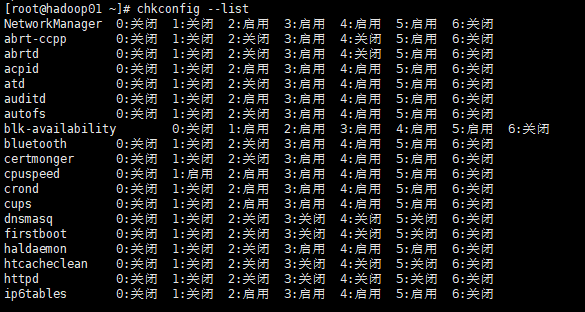 [root@hadoop01 ~]# chkconfig --list
NetworkManager 0:关闭 1:关闭 2:启用 3:启用 4:启用 5:启用 6:关闭
abrt-ccpp 0:关闭 1:关闭 2:关闭 3:启用 4:关闭 5:启用 6:关闭
abrtd 0:关闭 1:关闭 2:关闭 3:启用 4:关闭 5:启用 6:关闭
acpid 0:关闭 1:关闭 2:启用 3:启用 4:启用 5:启用 6:关闭
atd 0:关闭 1:关闭 2:关闭 3:启用 4:启用 5:启用 6:关闭
auditd 0:关闭 1:关闭 2:启用 3:启用 4:启用 5:启用 6:关闭
autofs 0:关闭 1:关闭 2:关闭 3:启用 4:启用 5:启用 6:关闭
blk-availability 0:关闭 1:启用 2:启用 3:启用 4:启用 5:启用 6:关闭
bluetooth 0:关闭 1:关闭 2:关闭 3:启用 4:启用 5:启用 6:关闭
certmonger 0:关闭 1:关闭 2:关闭 3:启用 4:启用 5:启用 6:关闭
cpuspeed 0:关闭 1:启用 2:启用 3:启用 4:启用 5:启用 6:关闭
crond 0:关闭 1:关闭 2:启用 3:启用 4:启用 5:启用 6:关闭
cups 0:关闭 1:关闭 2:启用 3:启用 4:启用 5:启用 6:关闭
dnsmasq 0:关闭 1:关闭 2:关闭 3:关闭 4:关闭 5:关闭 6:关闭
firstboot 0:关闭 1:关闭 2:关闭 3:关闭 4:关闭 5:关闭 6:关闭
haldaemon 0:关闭 1:关闭 2:关闭 3:启用 4:启用 5:启用 6:关闭
htcacheclean 0:关闭 1:关闭 2:关闭 3:关闭 4:关闭 5:关闭 6:关闭
httpd 0:关闭 1:关闭 2:启用 3:启用 4:关闭 5:启用 6:关闭
ip6tables 0:关闭 1:关闭 2:启用 3:启用 4:启用 5:启用 6:关闭